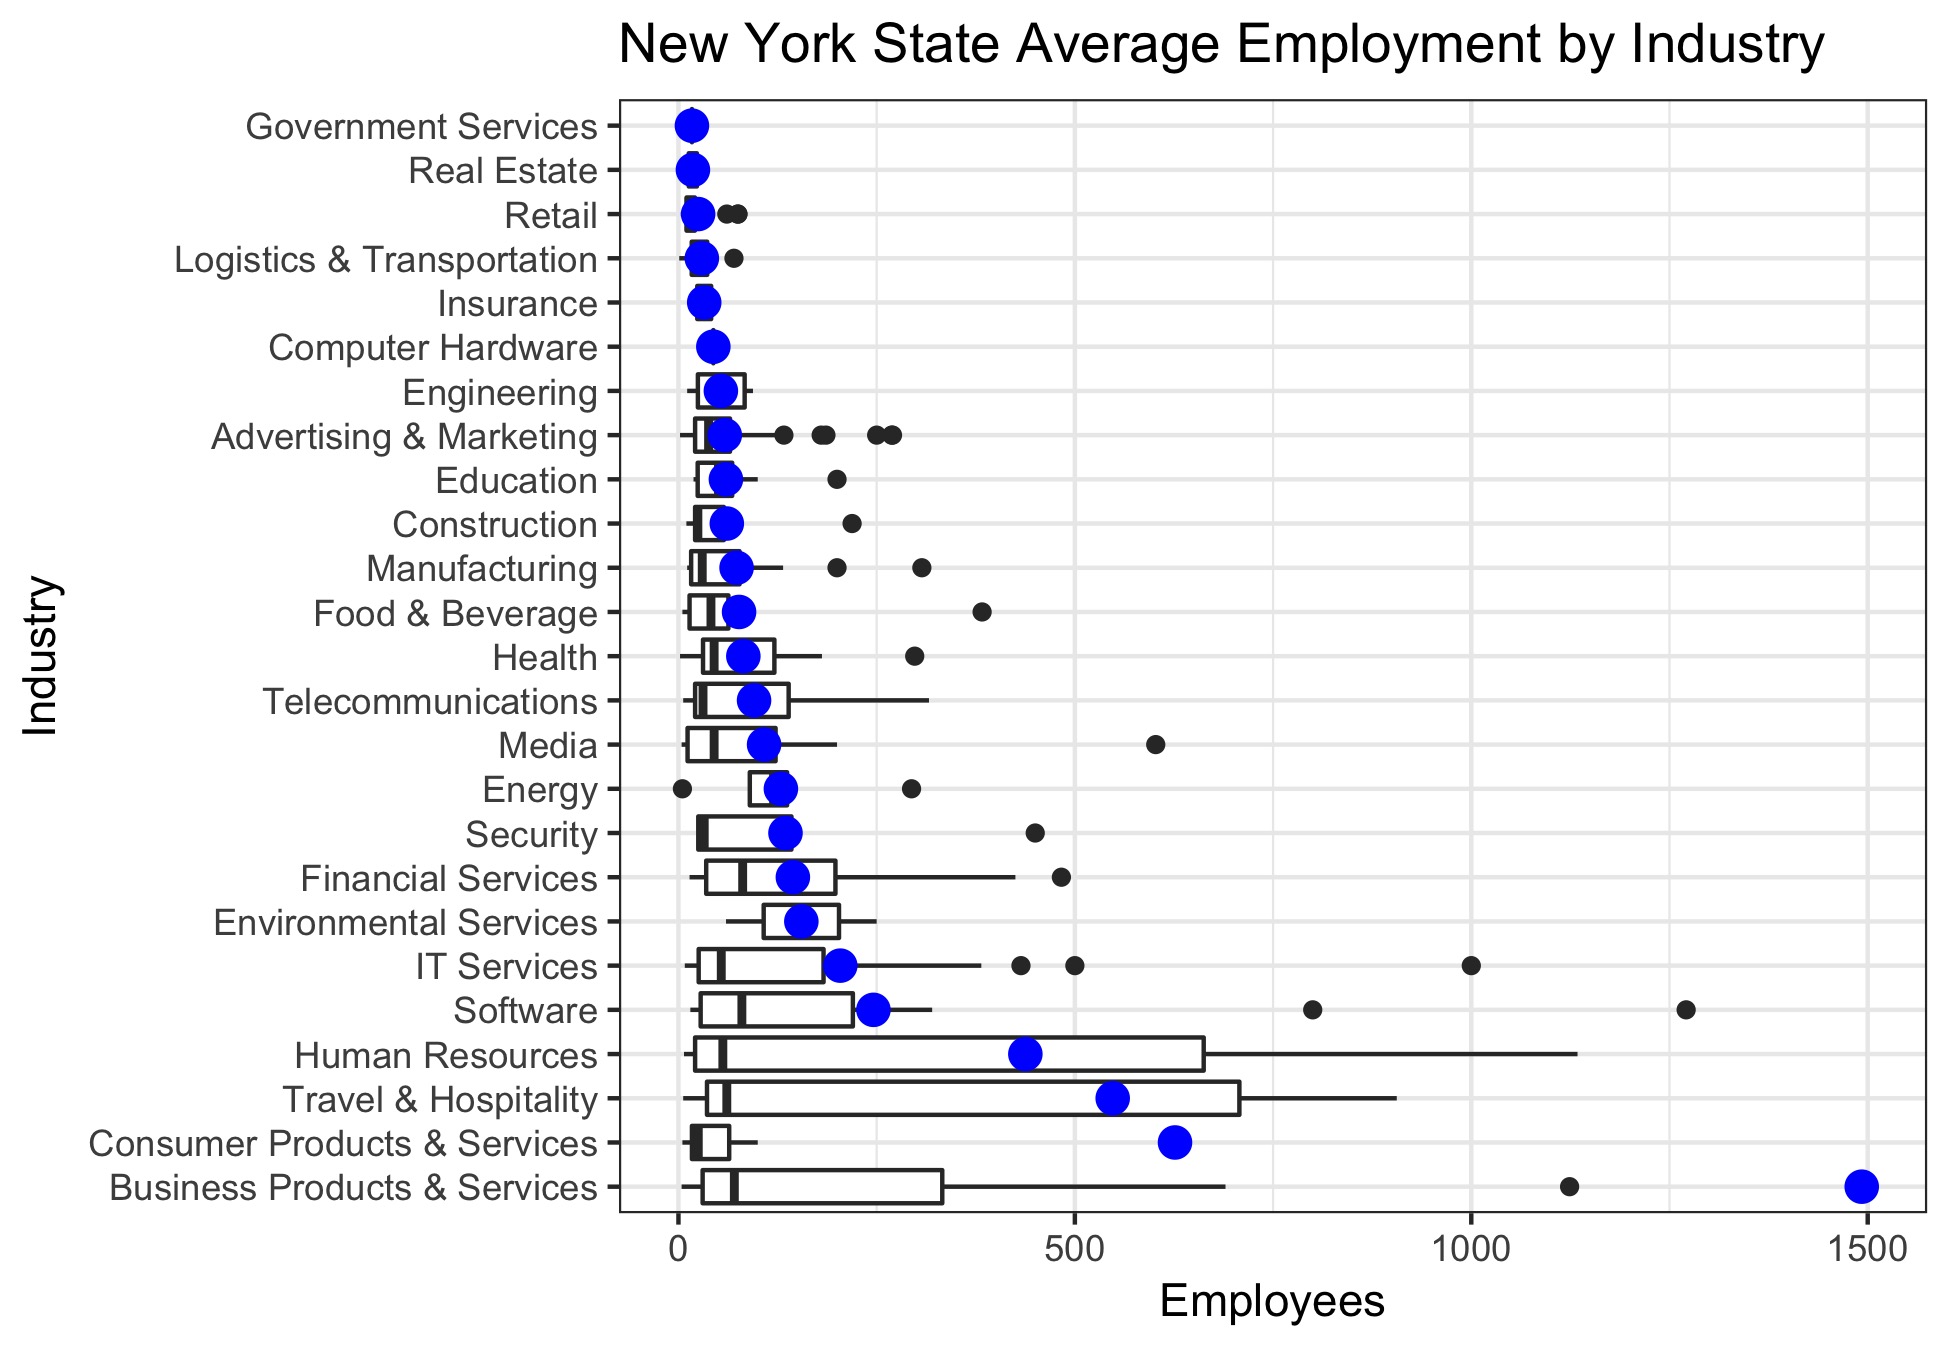 New York State Average Employment by Industry
Government Services
Real Estate
Retail
Logistics & Transportation
Insurance
Computer Hardware
Engineering
Advertising & Marketing
Education
Construction
Manufacturing
Food & Beverage
Health
Telecommunications
Media
Energy
Security
Financial Services
Environmental Services
IT Services
Software
Human Resources
Travel & Hospitality
Consumer Products & Services
Business Products & Services
Industry
0 500 1000 1500
Employees